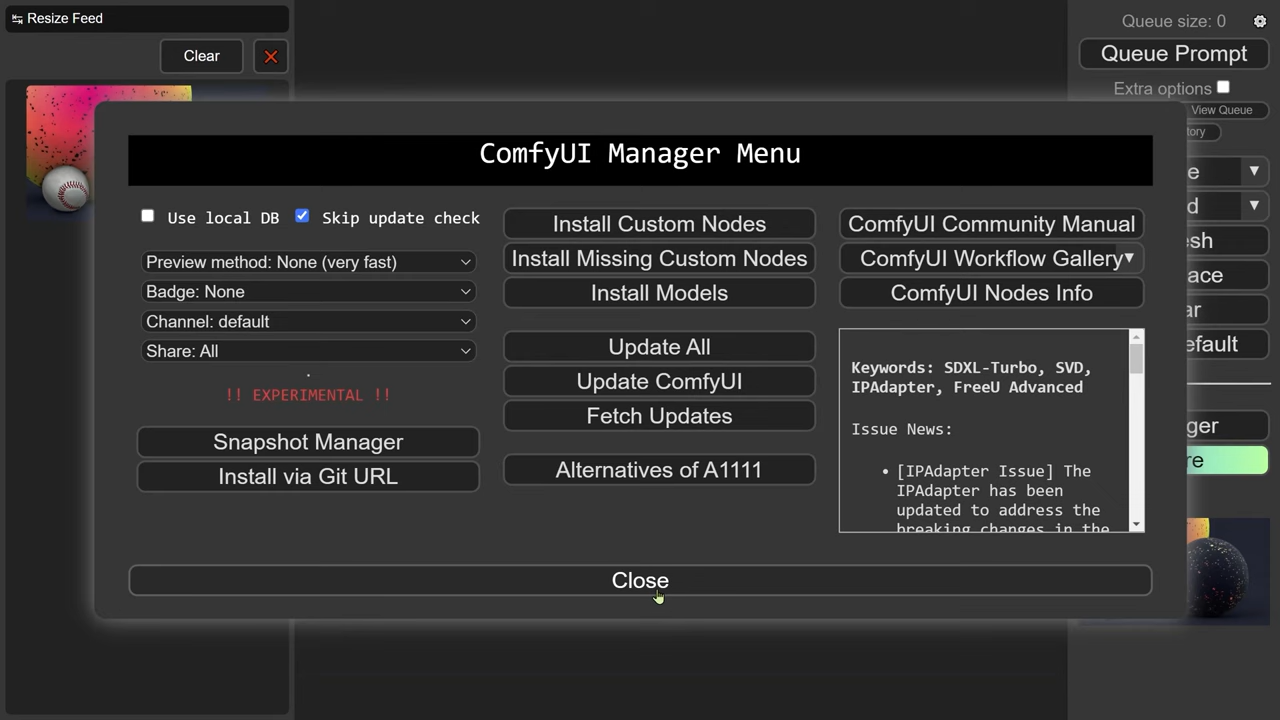 Resize Feed
Clear
Queue size: 0
Queue Prompt
Extra options
View Queue
ComfyUI Manager Menu
Use local DB
Skip update check
Preview method: None (very fast)
Badge: None
Channel: default
Share: All
!! EXPERIMENTAL !!
Snapshot Manager
Install via Git URL
Install Custom Nodes
Install Missing Custom Nodes
Install Models
Update All
Update ComfyUI
Fetch Updates
Alternatives of A1111
ComfyUI Community Manual
ComfyUI Workflow Gallery
ComfyUI Nodes Info
Keywords: SDXL-Turbo, SVD,
IPAdapter, FreeU Advanced
Issue News:
• [IPAdapter Issue] The
IPAdapter has been
updated to address the
breaking changes in the
Close